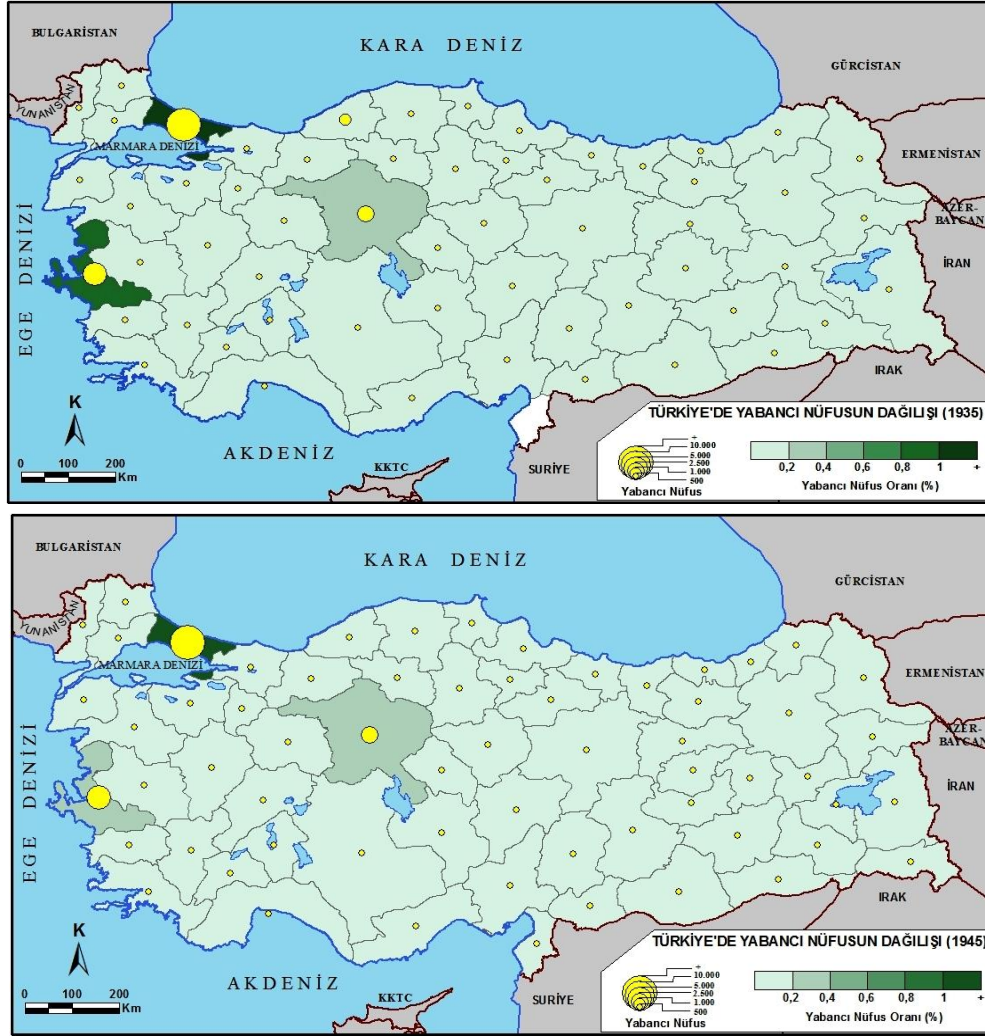 BULGARİSTAN
KARA DENİZ
GÜRCİSTAN
YUNANİSTAN
MARMARA DENİZİ
ERMENİSTAN
AZER-
BAYCAN
İRAN
EGE DENİZİ
IRAK
K
TÜRKİYE'DE YABANCI NÜFUSUN DAĞILIŞI (1935)
AKDENİZ
0 100 200
Km
KKTC
SURİYE
+
10.000
5.000
2.500
1.000
500
Yabancı Nüfus
0,2 0,4 0,6 0,8 1 +
Yabancı Nüfus Oranı (%)
BULGARİSTAN
KARA DENİZ
GÜRCİSTAN
YUNANİSTAN
MARMARA DENİZİ
ERMENİSTAN
AZER-
BAYCAN
İRAN
EGE DENİZİ
IRAK
K
TÜRKİYE'DE YABANCI NÜFUSUN DAĞILIŞI (1945)
AKDENİZ
0 100 200
Km
KKTC
SURİYE
+
10.000
5.000
2.500
1.000
500
Yabancı Nüfus
0,2 0,4 0,6 0,8 1 +
Yabancı Nüfus Oranı (%)